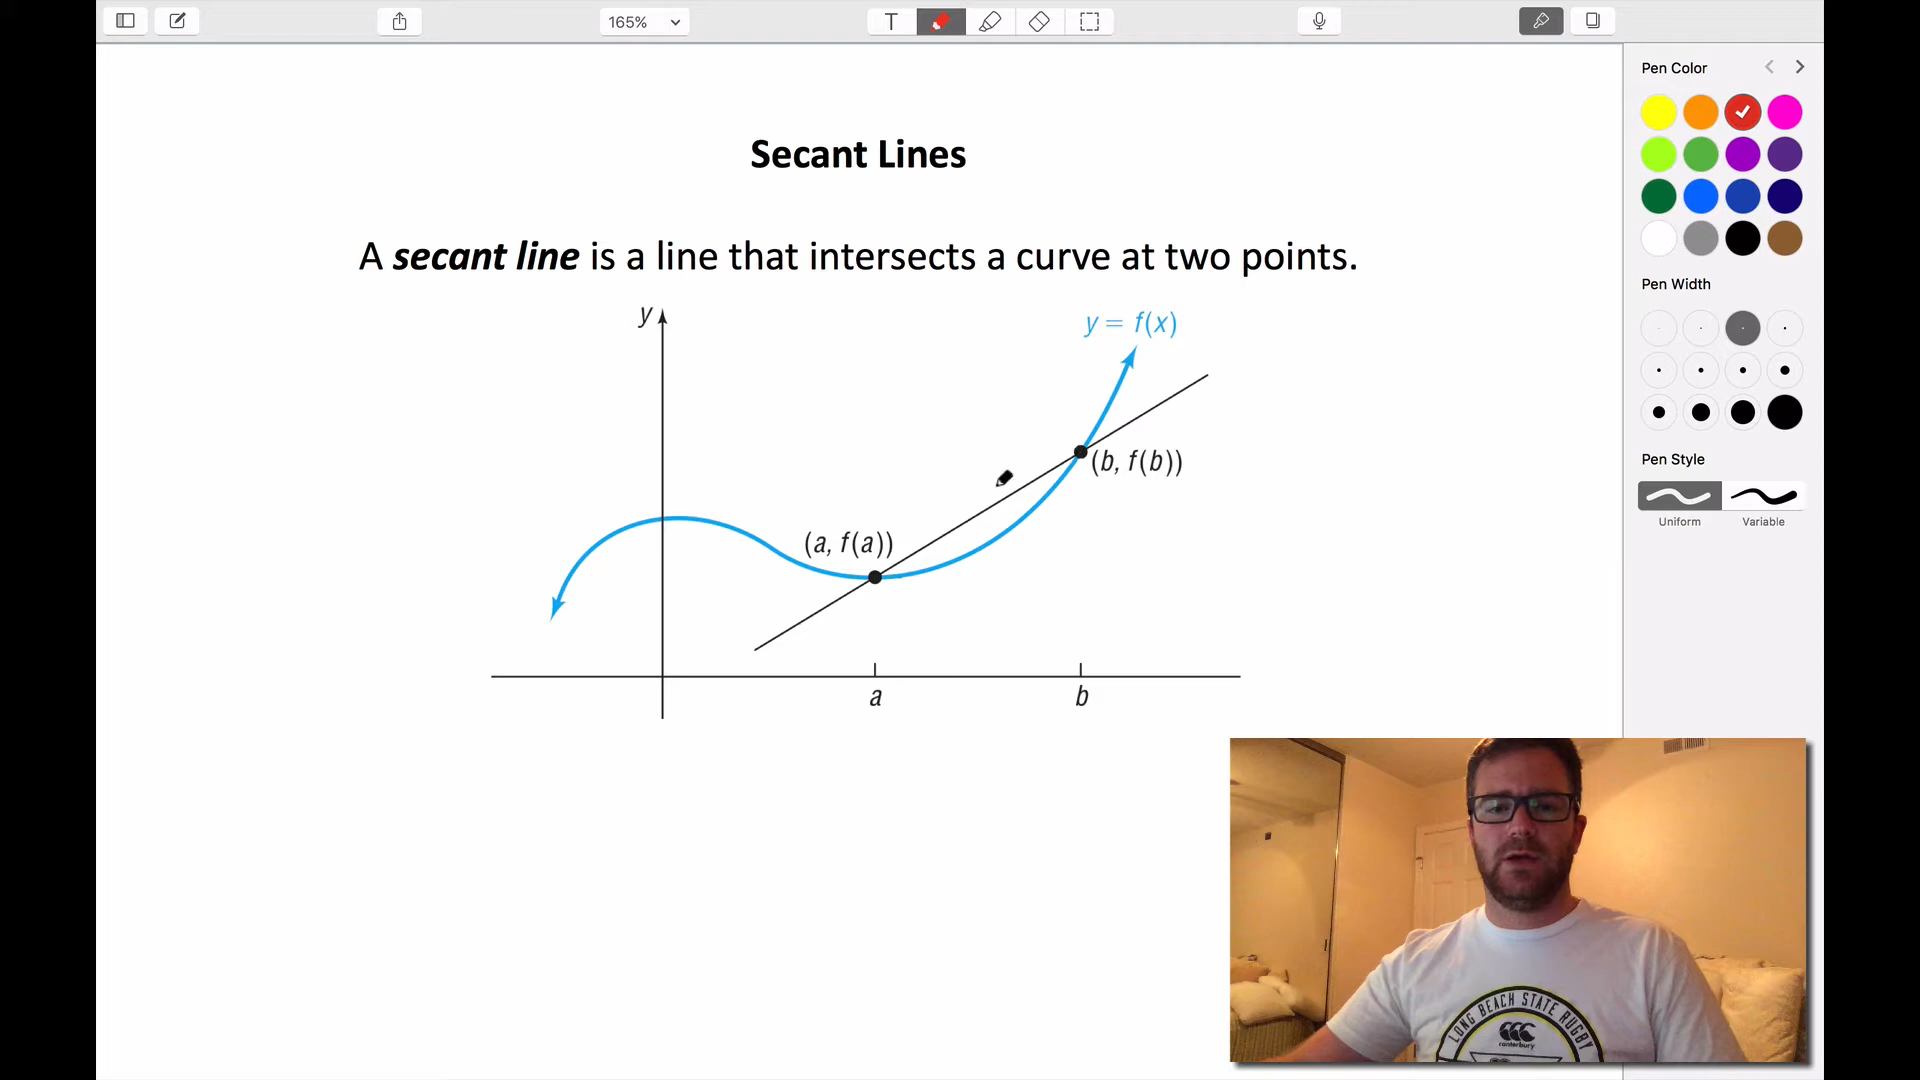 165%
T
Pen Color
Secant Lines
A secant line is a line that intersects a curve at two points.
Pen Width
y
y = f(x)
(b, f(b))
Pen Style
Uniform
Variable
(a, f(a))
a
b
LONG BEACH STATE RUGBY
canterbury